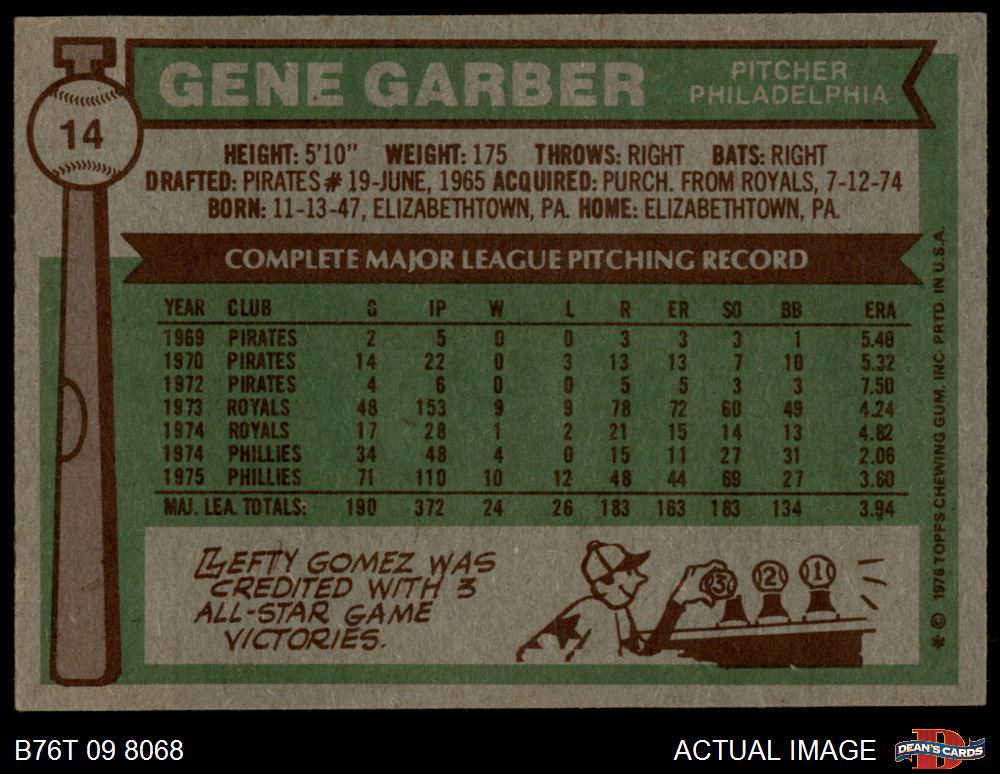 14
GENE GARBER
PITCHER
PHILADELPHIA
HEIGHT: 5'10" WEIGHT: 175 THROWS: RIGHT BATS: RIGHT
DRAFTED: PIRATES # 19-JUNE, 1965 ACQUIRED: PURCH. FROM ROYALS, 7-12-74
BORN: 11-13-47, ELIZABETHTOWN, PA. HOME: ELIZABETHTOWN, PA.
COMPLETE MAJOR LEAGUE PITCHING RECORD
YEAR CLUB G IP W L R ER SO BB ERA
1969 PIRATES 2 5 0 0 3 3 3 1 5.40
1970 PIRATES 14 22 0 3 13 13 7 10 5.32
1972 PIRATES 4 6 0 0 5 5 3 3 7.50
1973 ROYALS 48 153 9 9 78 72 60 49 4.24
1974 ROYALS 17 28 1 2 21 15 14 13 4.82
1974 PHILLIES 34 48 4 0 15 11 27 31 2.06
1975 PHILLIES 71 110 10 12 48 44 69 27 3.60
MAJ. LEA. TOTALS: 190 372 24 26 183 163 183 134 3.94
LEFTY GOMEZ WAS
CREDITED WITH 3
ALL-STAR GAME
VICTORIES.
3 2 1
* © 1976 TOPPS CHEWING GUM, INC. PRTD. IN U.S.A.
B76T 09 8068
ACTUAL IMAGE
DEAN'S CARDS